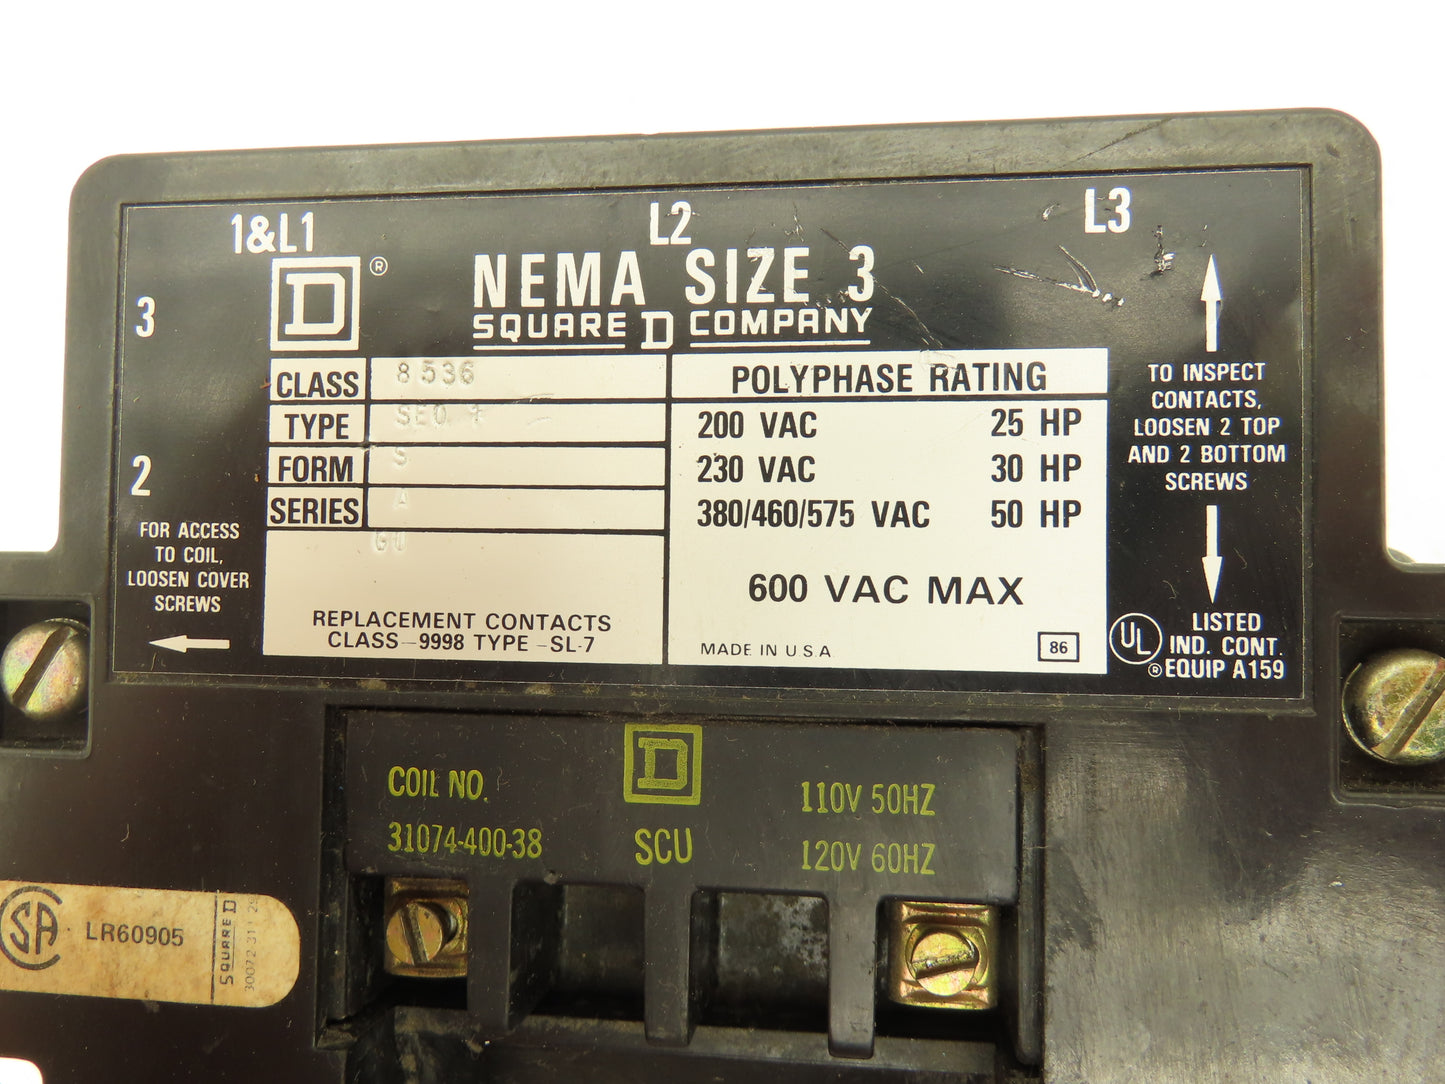 1&L1
L2
L3
D ®
NEMA SIZE 3
SQUARE D COMPANY
3
2
CLASS 8536
TYPE
FORM S
SERIES A
REPLACEMENT CONTACTS
CLASS-9998 TYPE-SL-7
POLYPHASE RATING
200 VAC 25 HP
230 VAC 30 HP
380/460/575 VAC 50 HP
600 VAC MAX
MADE IN U.S.A.
86
FOR ACCESS
TO COIL,
LOOSEN COVER
SCREWS
TO INSPECT
CONTACTS,
LOOSEN 2 TOP
AND 2 BOTTOM
SCREWS
UL
LISTED
IND. CONT.
® EQUIP A159
COIL NO.
31074-400-38
D
SCU
110V 50HZ
120V 60HZ
SA
LR60905
SQUARE D